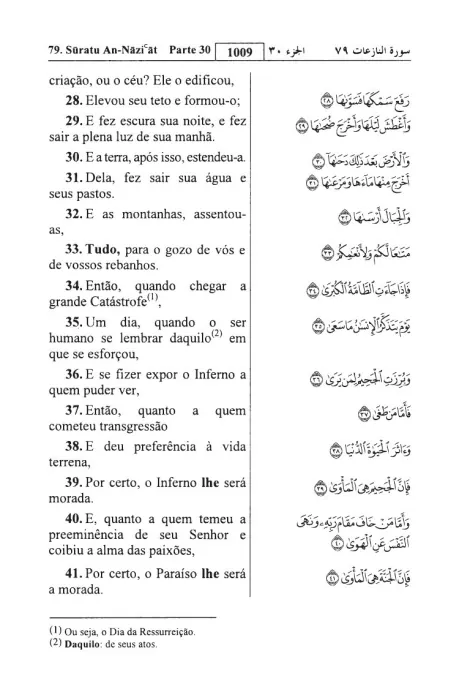 79. Sūratu An-Nāziᶜāt Parte 30 1009 الجزء ٣٠ سورة النازعات ٧٩
criação, ou o céu? Ele o edificou,
28. Elevou seu teto e formou-o;
رَفَعَ سَمْكَهَا فَسَوَّىٰهَا ٢٨
29. E fez escura sua noite, e fez
sair a plena luz de sua manhã.
وَأَغْطَشَ لَيْلَهَا وَأَخْرَجَ ضُحَىٰهَا ٢٩
30. E a terra, após isso, estendeu-a.
وَٱلْأَرْضَ بَعْدَ ذَٰلِكَ دَحَىٰهَا ٣٠
31. Dela, fez sair sua água e
seus pastos.
أَخْرَجَ مِنْهَا مَآءَهَا وَمَرْعَىٰهَا ٣١
32. E as montanhas, assentou-
as,
وَٱلْجِبَالَ أَرْسَىٰهَا ٣٢
33. Tudo, para o gozo de vós e
de vossos rebanhos.
مَتَٰعًا لَّكُمْ وَلِأَنْعَٰمِكُمْ ٣٣
34. Então, quando chegar a
grande Catástrofe(1),
فَإِذَا جَآءَتِ ٱلطَّآمَّةُ ٱلْكُبْرَىٰ ٣٤
35. Um dia, quando o ser
humano se lembrar daquilo(2) em
que se esforçou,
يَوْمَ يَتَذَكَّرُ ٱلْإِنسَٰنُ مَا سَعَىٰ ٣٥
36. E se fizer expor o Inferno a
quem puder ver,
وَبُرِّزَتِ ٱلْجَحِيمُ لِمَن يَرَىٰ ٣٦
37. Então, quanto a quem
cometeu transgressão
فَأَمَّا مَن طَغَىٰ ٣٧
38. E deu preferência à vida
terrena,
وَءَاثَرَ ٱلْحَيَوٰةَ ٱلدُّنْيَا ٣٨
39. Por certo, o Inferno lhe será
morada.
فَإِنَّ ٱلْجَحِيمَ هِىَ ٱلْمَأْوَىٰ ٣٩
40. E, quanto a quem temeu a
preeminência de seu Senhor e
coibiu a alma das paixões,
وَأَمَّا مَنْ خَافَ مَقَامَ رَبِّهِۦ وَنَهَى
ٱلنَّفْسَ عَنِ ٱلْهَوَىٰ ٤٠
41. Por certo, o Paraíso lhe será
a morada.
فَإِنَّ ٱلْجَنَّةَ هِىَ ٱلْمَأْوَىٰ ٤١
(1) Ou seja, o Dia da Ressurreição.
(2) Daquilo: de seus atos.